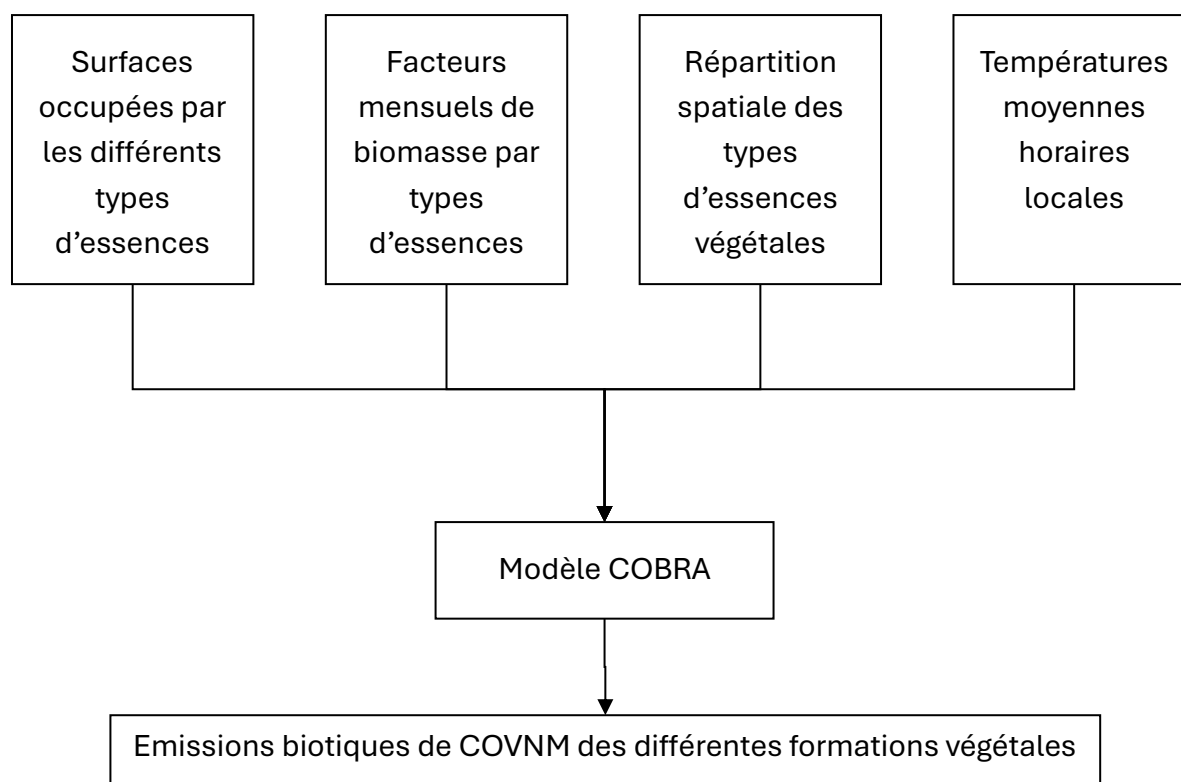 Surfaces
occupées par
les différents
types
d’essences
Facteurs
mensuels de
biomasse par
types
d’essences
Répartition
spatiale des
types
d’essences
végétales
Températures
moyennes
horaires
locales
Modèle COBRA
Emissions biotiques de COVNM des différentes formations végétales